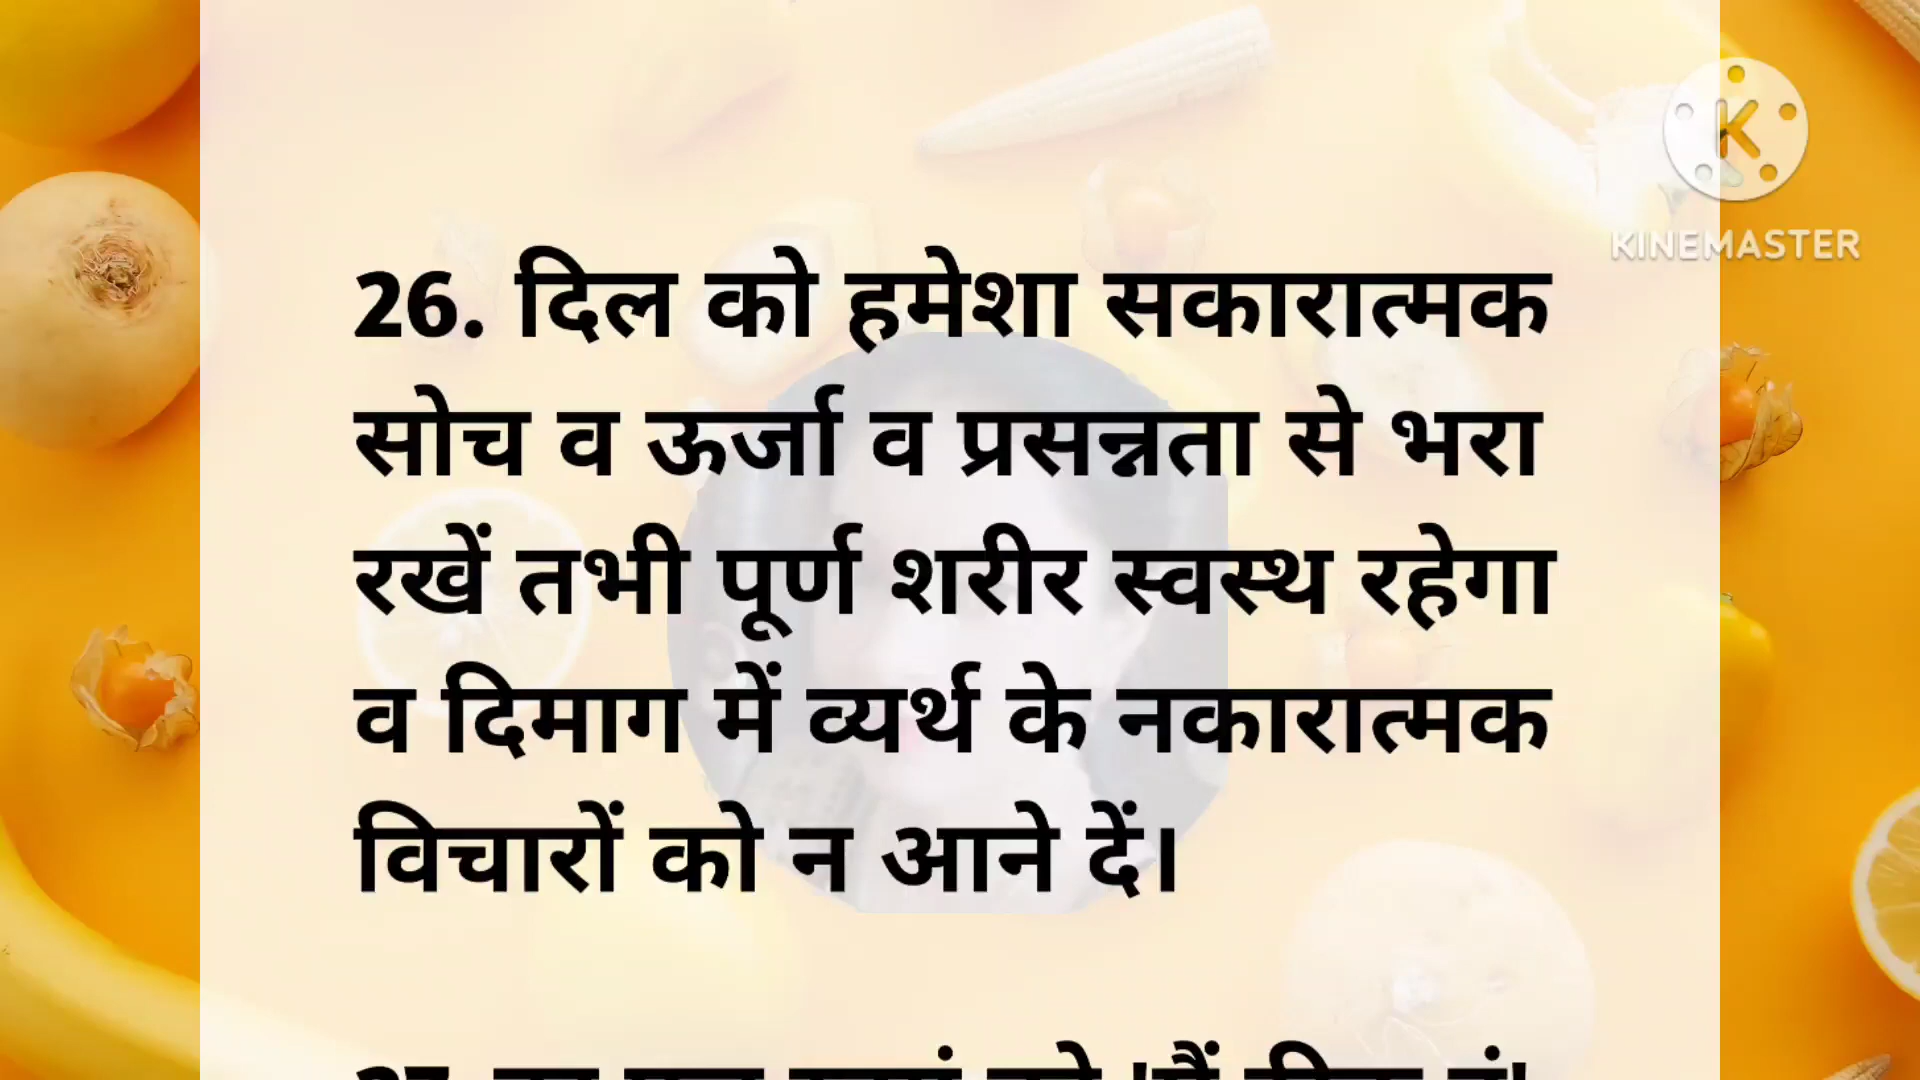 K
KINEMASTER
26. दिल को हमेशा सकारात्मक
सोच व ऊर्जा व प्रसन्नता से भरा
रखें तभी पूर्ण शरीर स्वस्थ रहेगा
व दिमाग में व्यर्थ के नकारात्मक
विचारों को न आने दें।